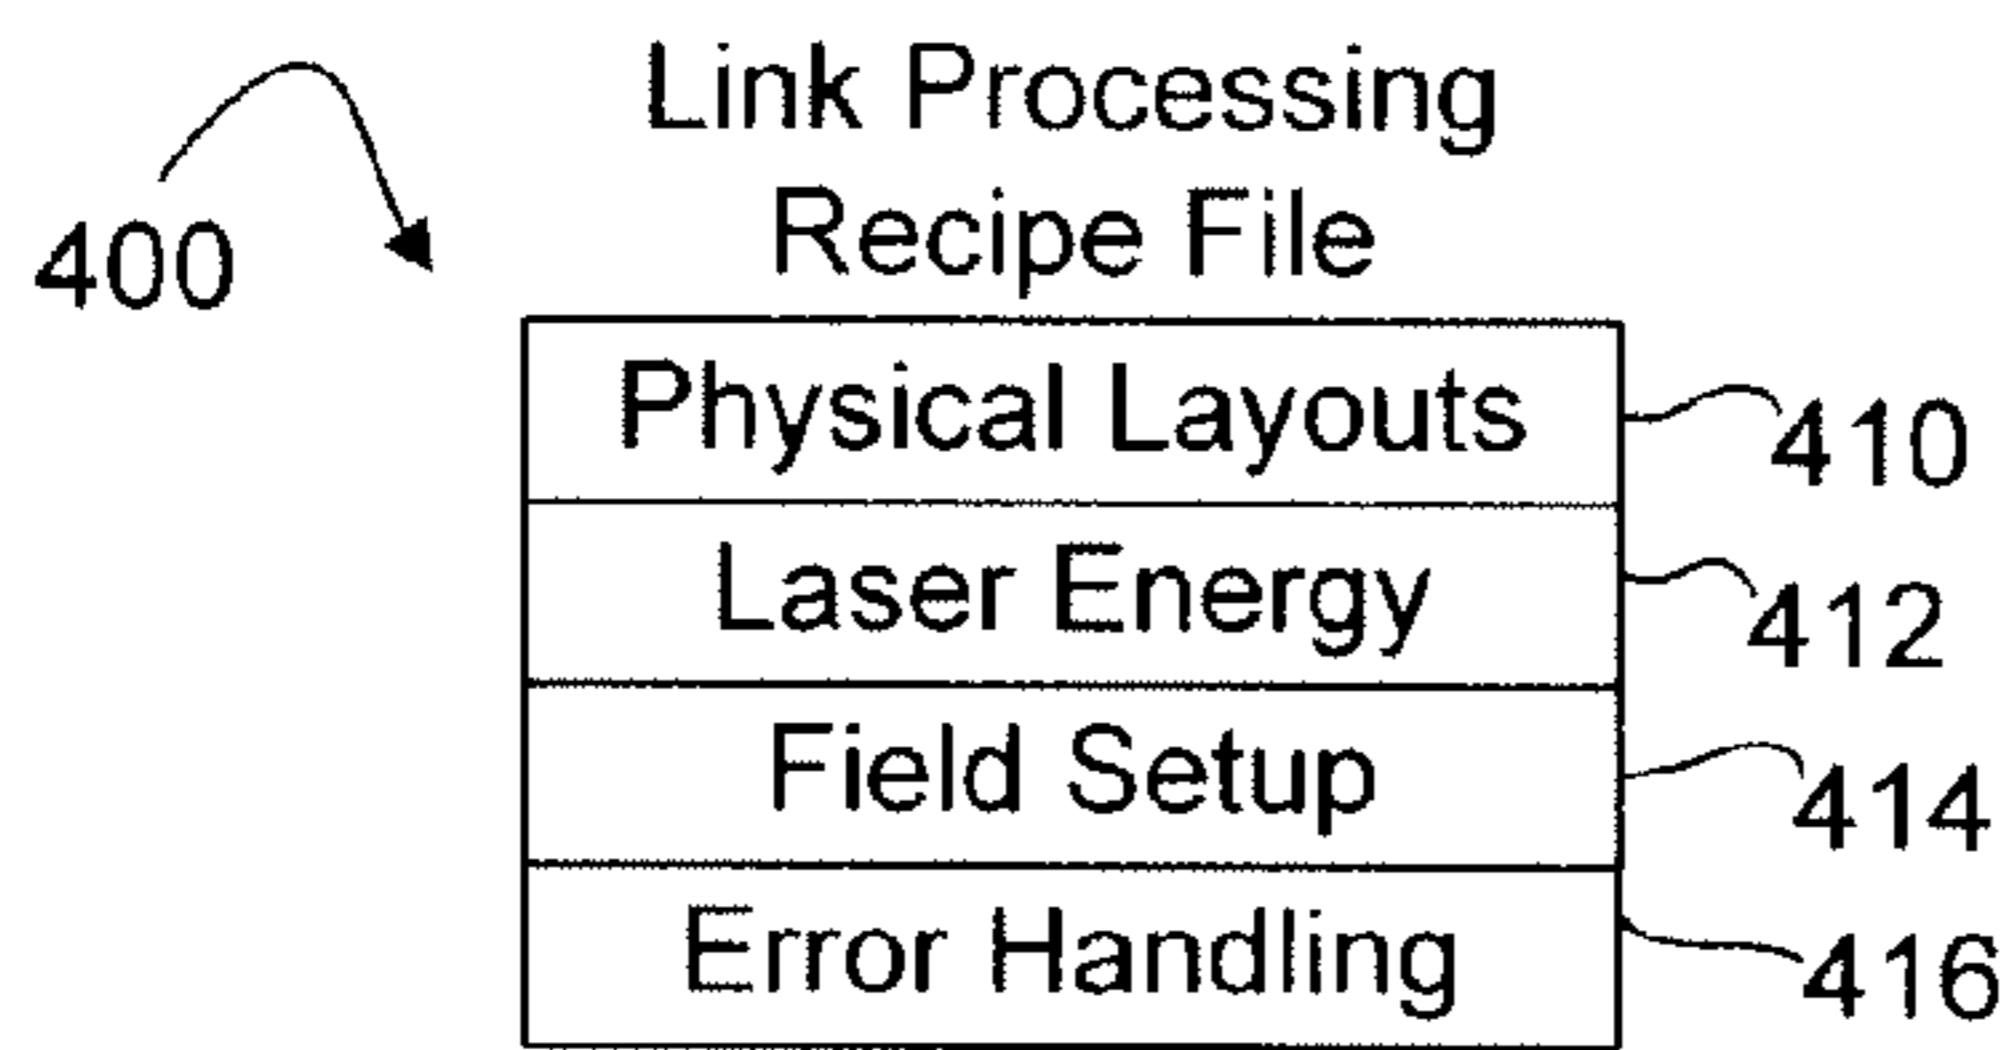 Link Processing
Recipe File
400
Physical Layouts
410
Laser Energy
412
Field Setup
414
Error Handling
416